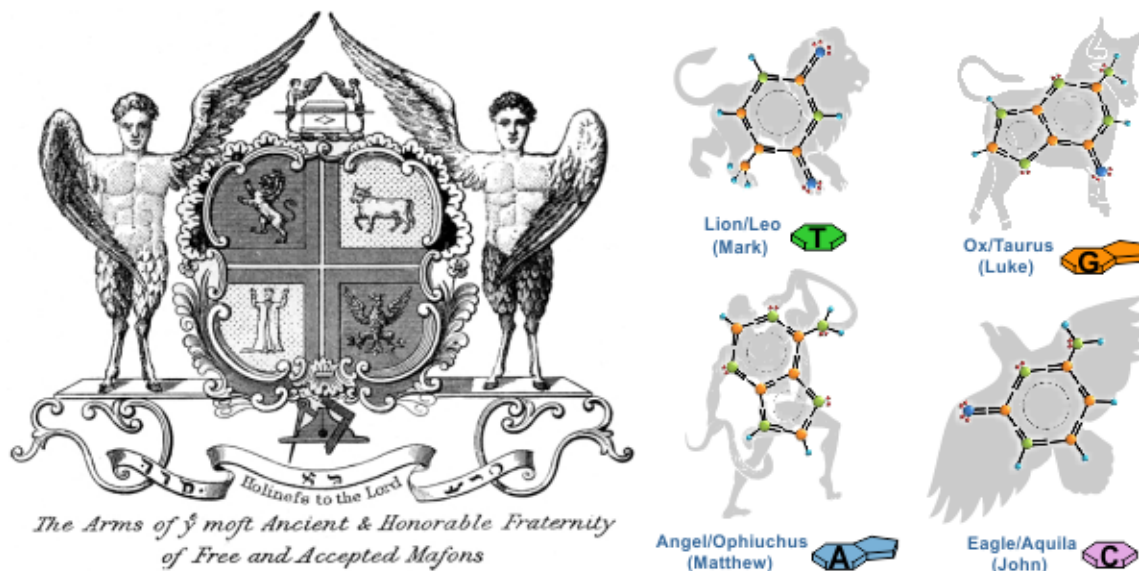 Holineſs to the Lord
The Arms of yͤ moſt Ancient & Honorable Fraternity
of Free and Accepted Maſons
Lion/Leo
(Mark)
T
Ox/Taurus
(Luke)
G
Angel/Ophiuchus
(Matthew)
A
Eagle/Aquila
(John)
C